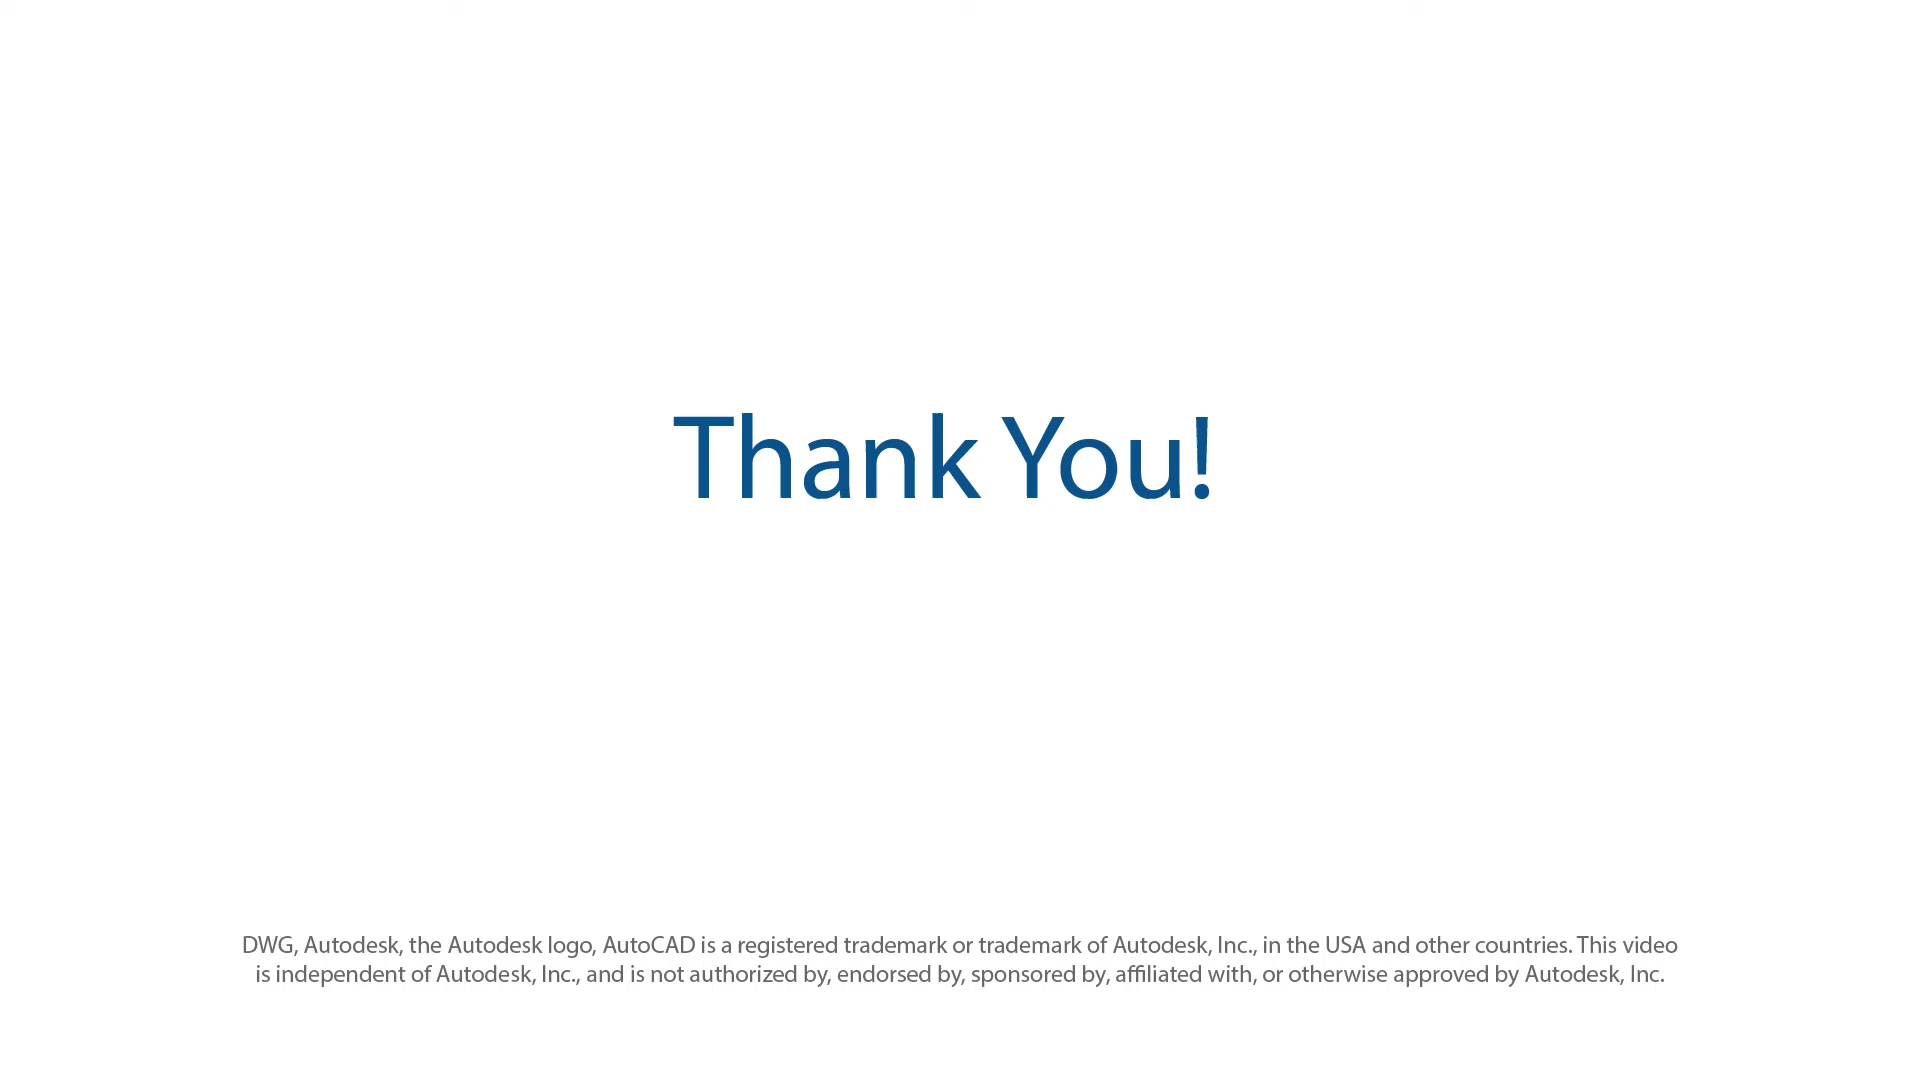 Thank You!
DWG, Autodesk, the Autodesk logo, AutoCAD is a registered trademark or trademark of Autodesk, Inc., in the USA and other countries. This video
is independent of Autodesk, Inc., and is not authorized by, endorsed by, sponsored by, affiliated with, or otherwise approved by Autodesk, Inc.